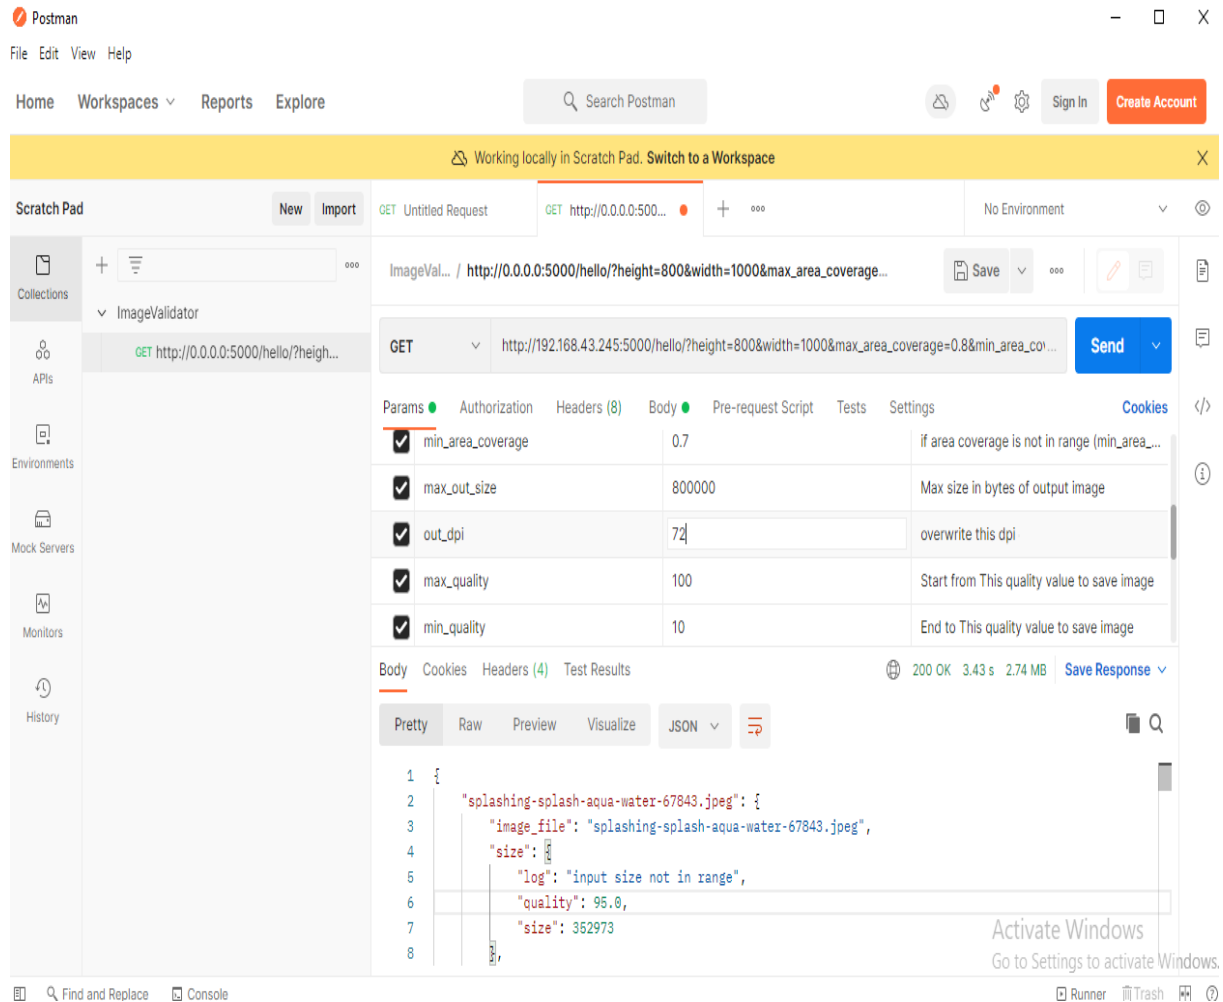 Postman
File Edit View Help
Home Workspaces Reports Explore Search Postman Sign In Create Account
Working locally in Scratch Pad. Switch to a Workspace
Scratch Pad New Import GET Untitled Request GET http://0.0.0.0:500... No Environment
Collections
ImageVal... / http://0.0.0.0:5000/hello/?height=800&width=1000&max_area_coverage... Save
ImageValidator
GET http://0.0.0.0:5000/hello/?heigh...
GET http://192.168.43.245:5000/hello/?height=800&width=1000&max_area_coverage=0.8&min_area_co... Send
APIs
Params Authorization Headers (8) Body Pre-request Script Tests Settings Cookies
min_area_coverage 0.7 if area coverage is not in range (min_area_...
Environments
max_out_size 800000 Max size in bytes of output image
out_dpi 72 overwrite this dpi
Mock Servers
max_quality 100 Start from This quality value to save image
min_quality 10 End to This quality value to save image
Monitors
Body Cookies Headers (4) Test Results 200 OK 3.43 s 2.74 MB Save Response
History
Pretty Raw Preview Visualize JSON
1 {
2 "splashing-splash-aqua-water-67843.jpeg": {
3 "image_file": "splashing-splash-aqua-water-67843.jpeg",
4 "size": {
5 "log": "input size not in range",
6 "quality": 95.0,
7 "size": 352973
8 },
Activate Windows
Go to Settings to activate Windows.
Find and Replace Console Runner Trash